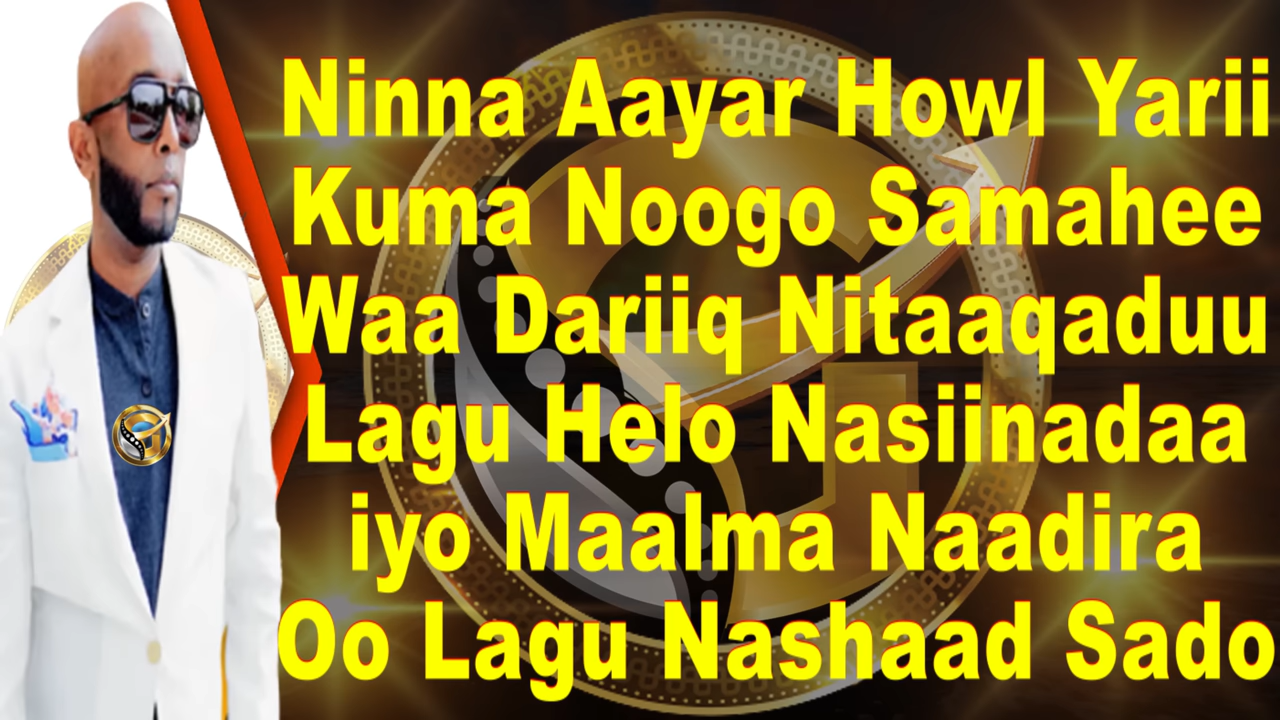 Ninna Aayar Howl Yarii
Kuma Noogo Samahee
Waa Dariiq Nitaaqaduu
Lagu Helo Nasiinadaa
iyo Maalma Naadira
Oo Lagu Nashaad Sado